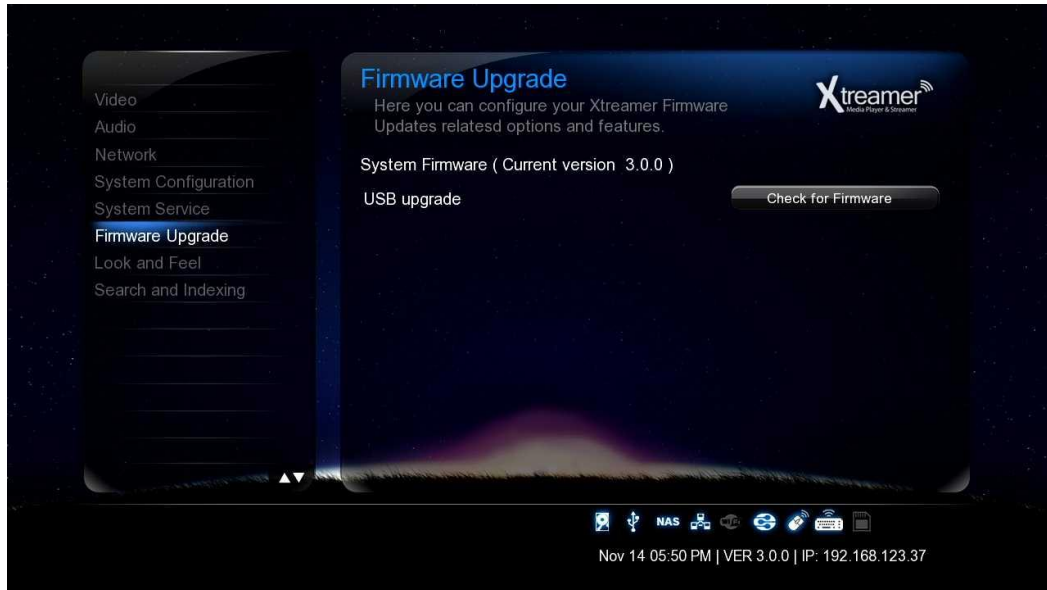 Video
Audio
Network
System Configuration
System Service
Firmware Upgrade
Look and Feel
Search and Indexing
Firmware Upgrade
Here you can configure your Xtreamer Firmware
Updates relatesd options and features.
Xtreamer
Media Player & Streamer
System Firmware ( Current version 3.0.0 )
USB upgrade
Check for Firmware
NAS
Nov 14 05:50 PM | VER 3.0.0 | IP: 192.168.123.37